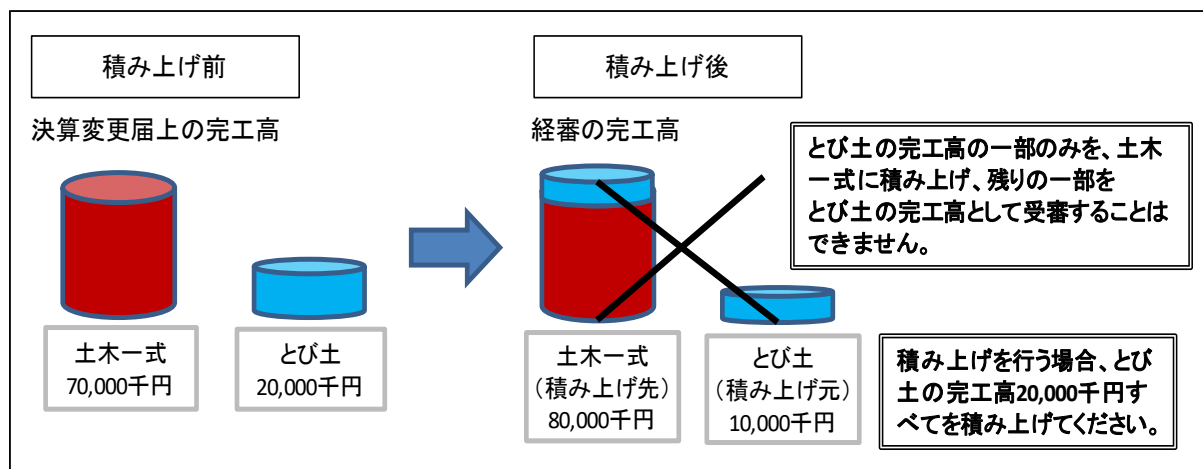 積み上げ前
決算変更届上の完工高
土木一式
70,000千円
とび土
20,000千円
積み上げ後
経審の完工高
土木一式
(積み上げ先)
80,000千円
とび土
(積み上げ元)
10,000千円
とび土の完工高の一部のみを、土木
一式に積み上げ、残りの一部を
とび土の完工高として受審することは
できません。
積み上げを行う場合、とび
土の完工高20,000千円す
べてを積み上げてください。